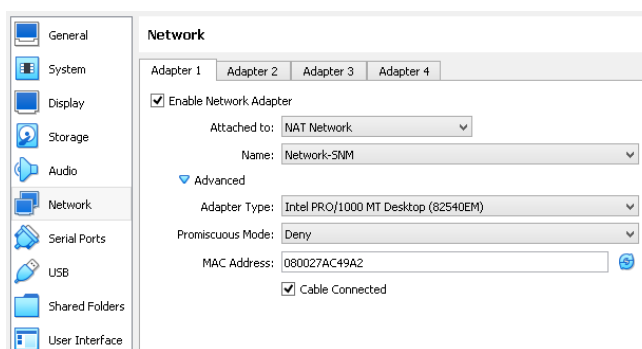 General
System
Display
Storage
Audio
Network
Serial Ports
USB
Shared Folders
User Interface
Network
Adapter 1 Adapter 2 Adapter 3 Adapter 4
Enable Network Adapter
Attached to: NAT Network
Name: Network-SNM
Advanced
Adapter Type: Intel PRO/1000 MT Desktop (82540EM)
Promiscuous Mode: Deny
MAC Address: 080027AC49A2
Cable Connected